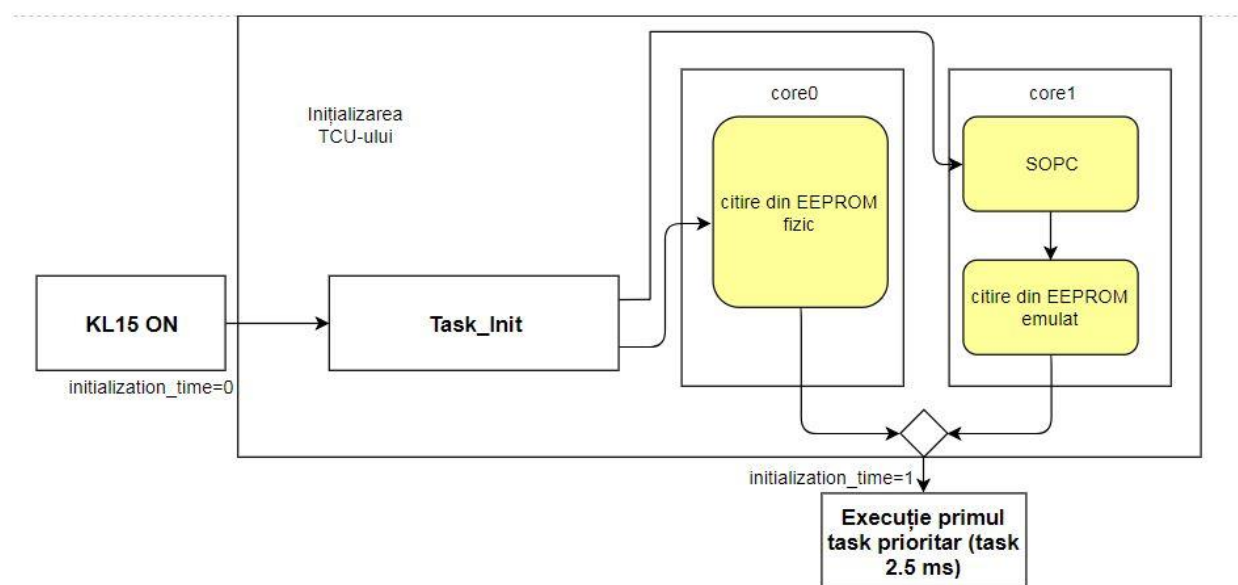 Inițializarea
TCU-ului
core0
core1
SOPC
citire din EEPROM
fizic
citire din EEPROM
emulat
KL15 ON
Task_Init
initialization_time=0
initialization_time=1
Execuție primul
task prioritar (task
2.5 ms)